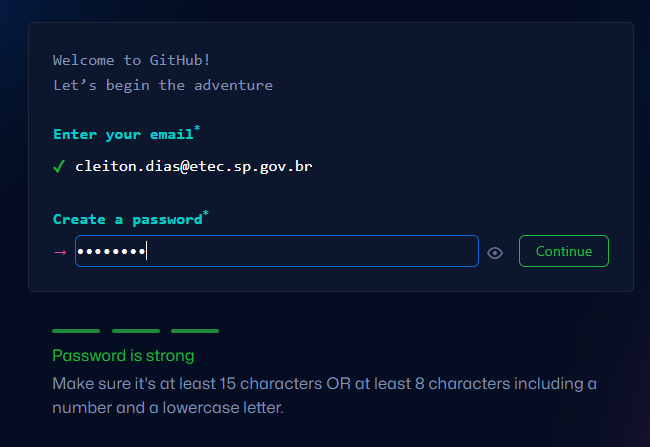 Welcome to GitHub!
Let’s begin the adventure
Enter your email*
✓ cleiton.dias@etec.sp.gov.br
Create a password*
→ •••••••• Continue
Password is strong
Make sure it's at least 15 characters OR at least 8 characters including a
number and a lowercase letter.